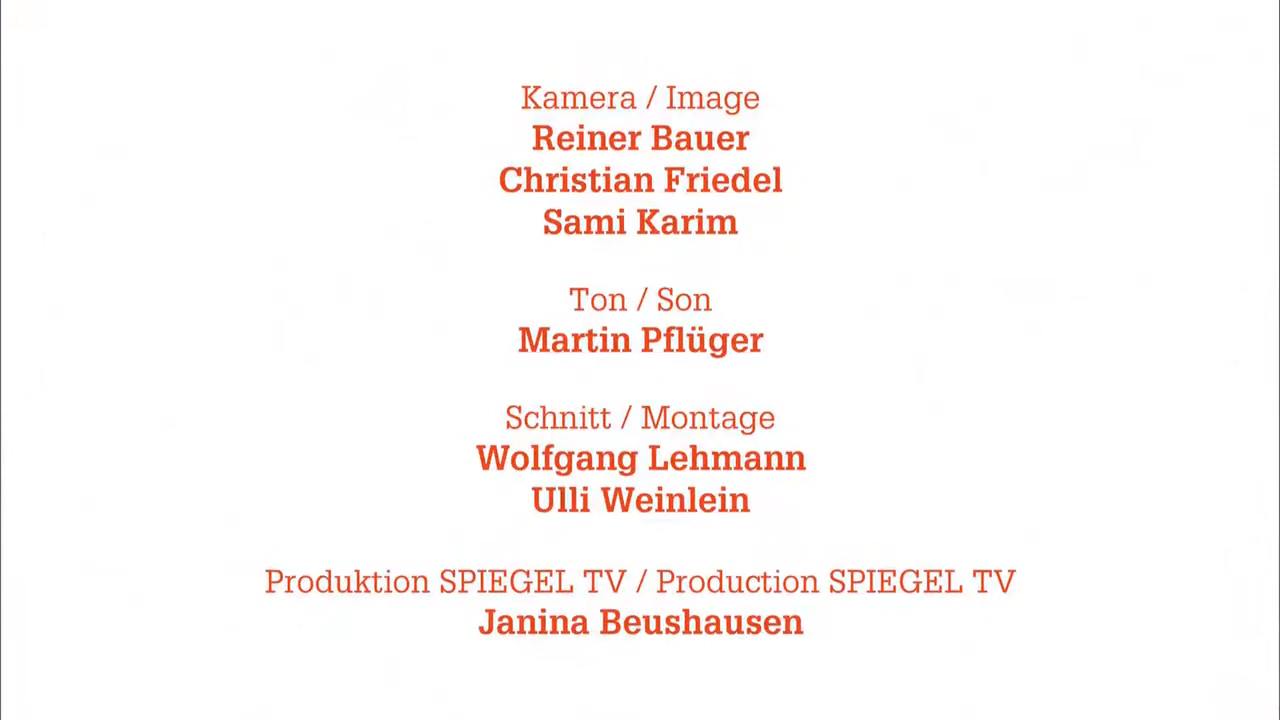 Kamera / Image
Reiner Bauer
Christian Friedel
Sami Karim
Ton / Son
Martin Pflüger
Schnitt / Montage
Wolfgang Lehmann
Ulli Weinlein
Produktion SPIEGEL TV / Production SPIEGEL TV
Janina Beushausen